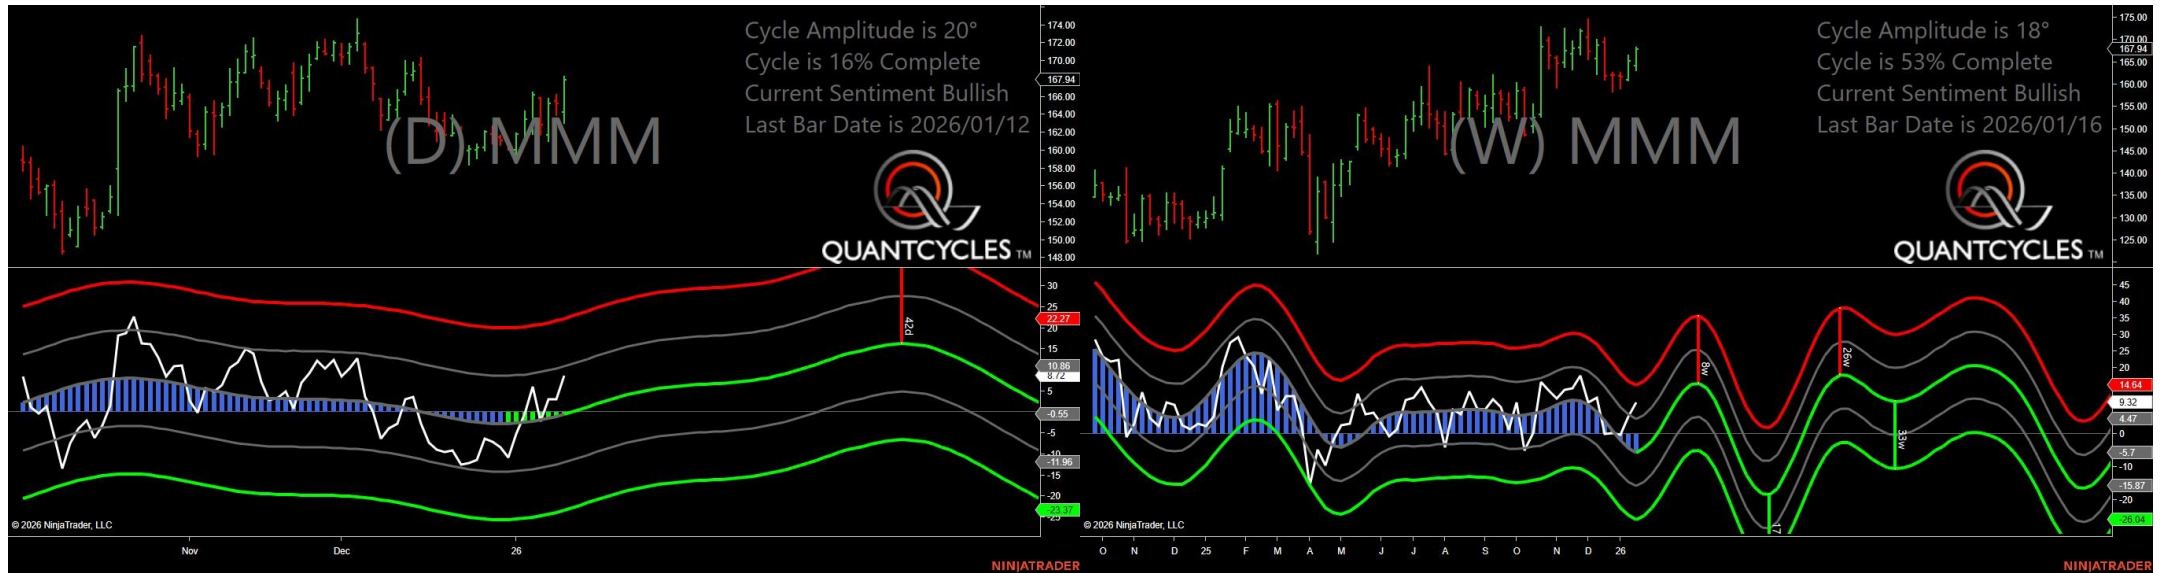 Cycle Amplitude is 20°
Cycle is 16% Complete
Current Sentiment Bullish
Last Bar Date is 2026/01/12
(D) MMM
QUANTCYCLES TM
174.00
172.00
170.00
167.94
166.00
164.00
162.00
160.00
158.00
156.00
154.00
152.00
150.00
148.00
42d
30
25
22.27
20
15
10.86
8.72
5
-0.55
-5
-10
-11.96
-15
-20
-23.37
-25
© 2026 NinjaTrader, LLC
Nov
Dec
26
NINJATRADER
Cycle Amplitude is 18°
Cycle is 53% Complete
Current Sentiment Bullish
Last Bar Date is 2026/01/16
(W) MMM
QUANTCYCLES TM
175.00
170.00
167.94
165.00
160.00
155.00
150.00
145.00
140.00
135.00
130.00
125.00
8w
26w
33w
17
45
40
35
30
25
20
14.64
9.32
4.47
0
-5.7
-10
-15.87
-20
-26.04
© 2026 NinjaTrader, LLC
O N D 25 F M A M J J A S O N D 26
NINJATRADER